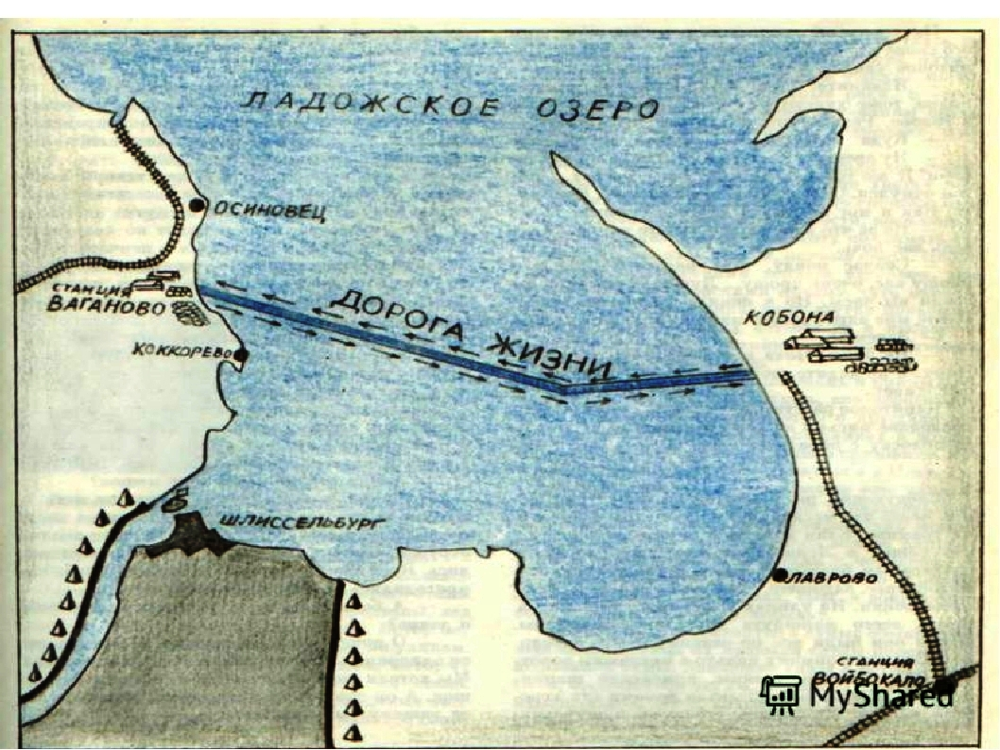 ЛАДОЖСКОЕ ОЗЕРО
ОСИНОВЕЦ
СТАНЦИЯ
ВАГАНОВО
ДОРОГА ЖИЗНИ
КОБОНА
КОККОРЕВО
ШЛИССЕЛЬБУРГ
ЛАВРОВО
СТАНЦИЯ
ВОЙБОКАЛО
MyShared